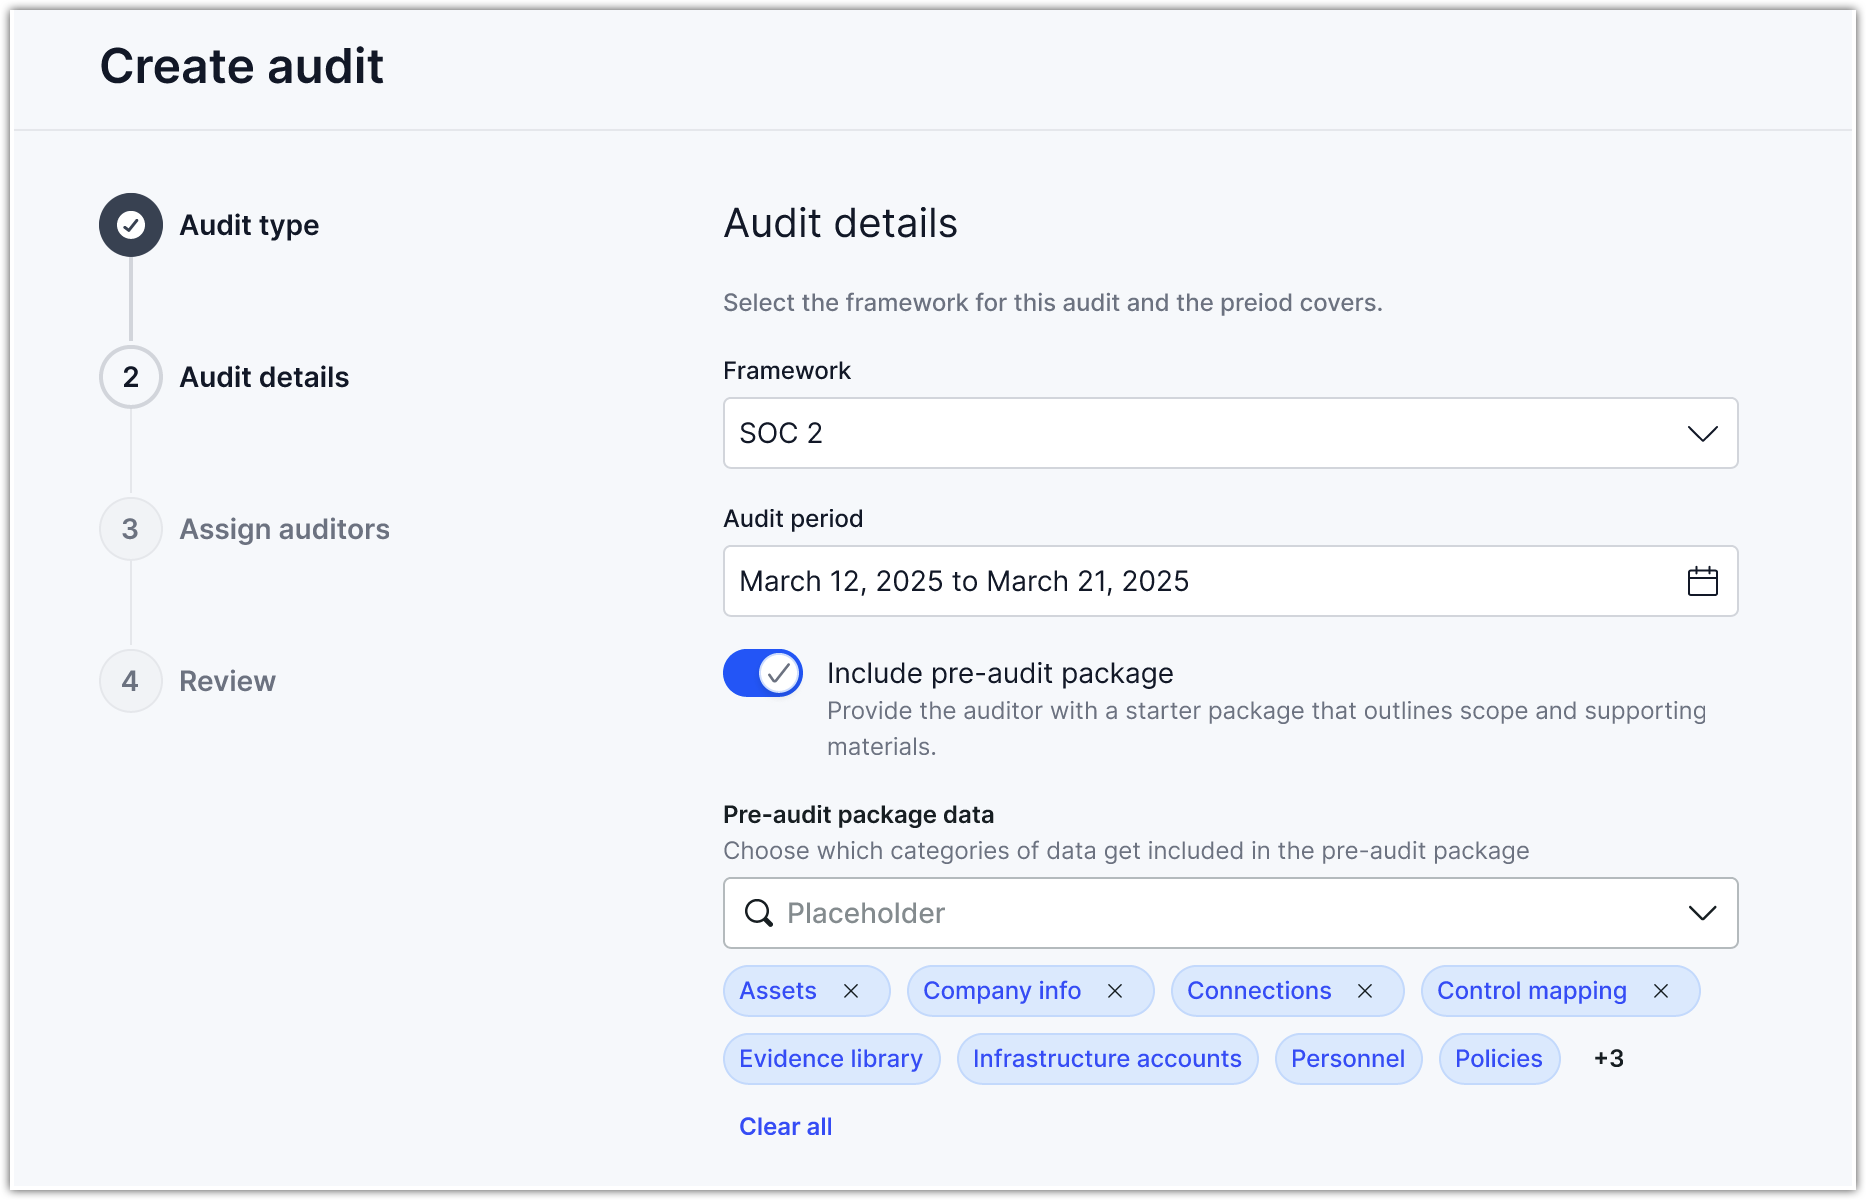 Create audit
Audit type
2 Audit details
3 Assign auditors
4 Review
Audit details
Select the framework for this audit and the preiod covers.
Framework
SOC 2
Audit period
March 12, 2025 to March 21, 2025
Include pre-audit package
Provide the auditor with a starter package that outlines scope and supporting
materials.
Pre-audit package data
Choose which categories of data get included in the pre-audit package
Placeholder
Assets Company info Connections Control mapping
Evidence library Infrastructure accounts Personnel Policies +3
Clear all